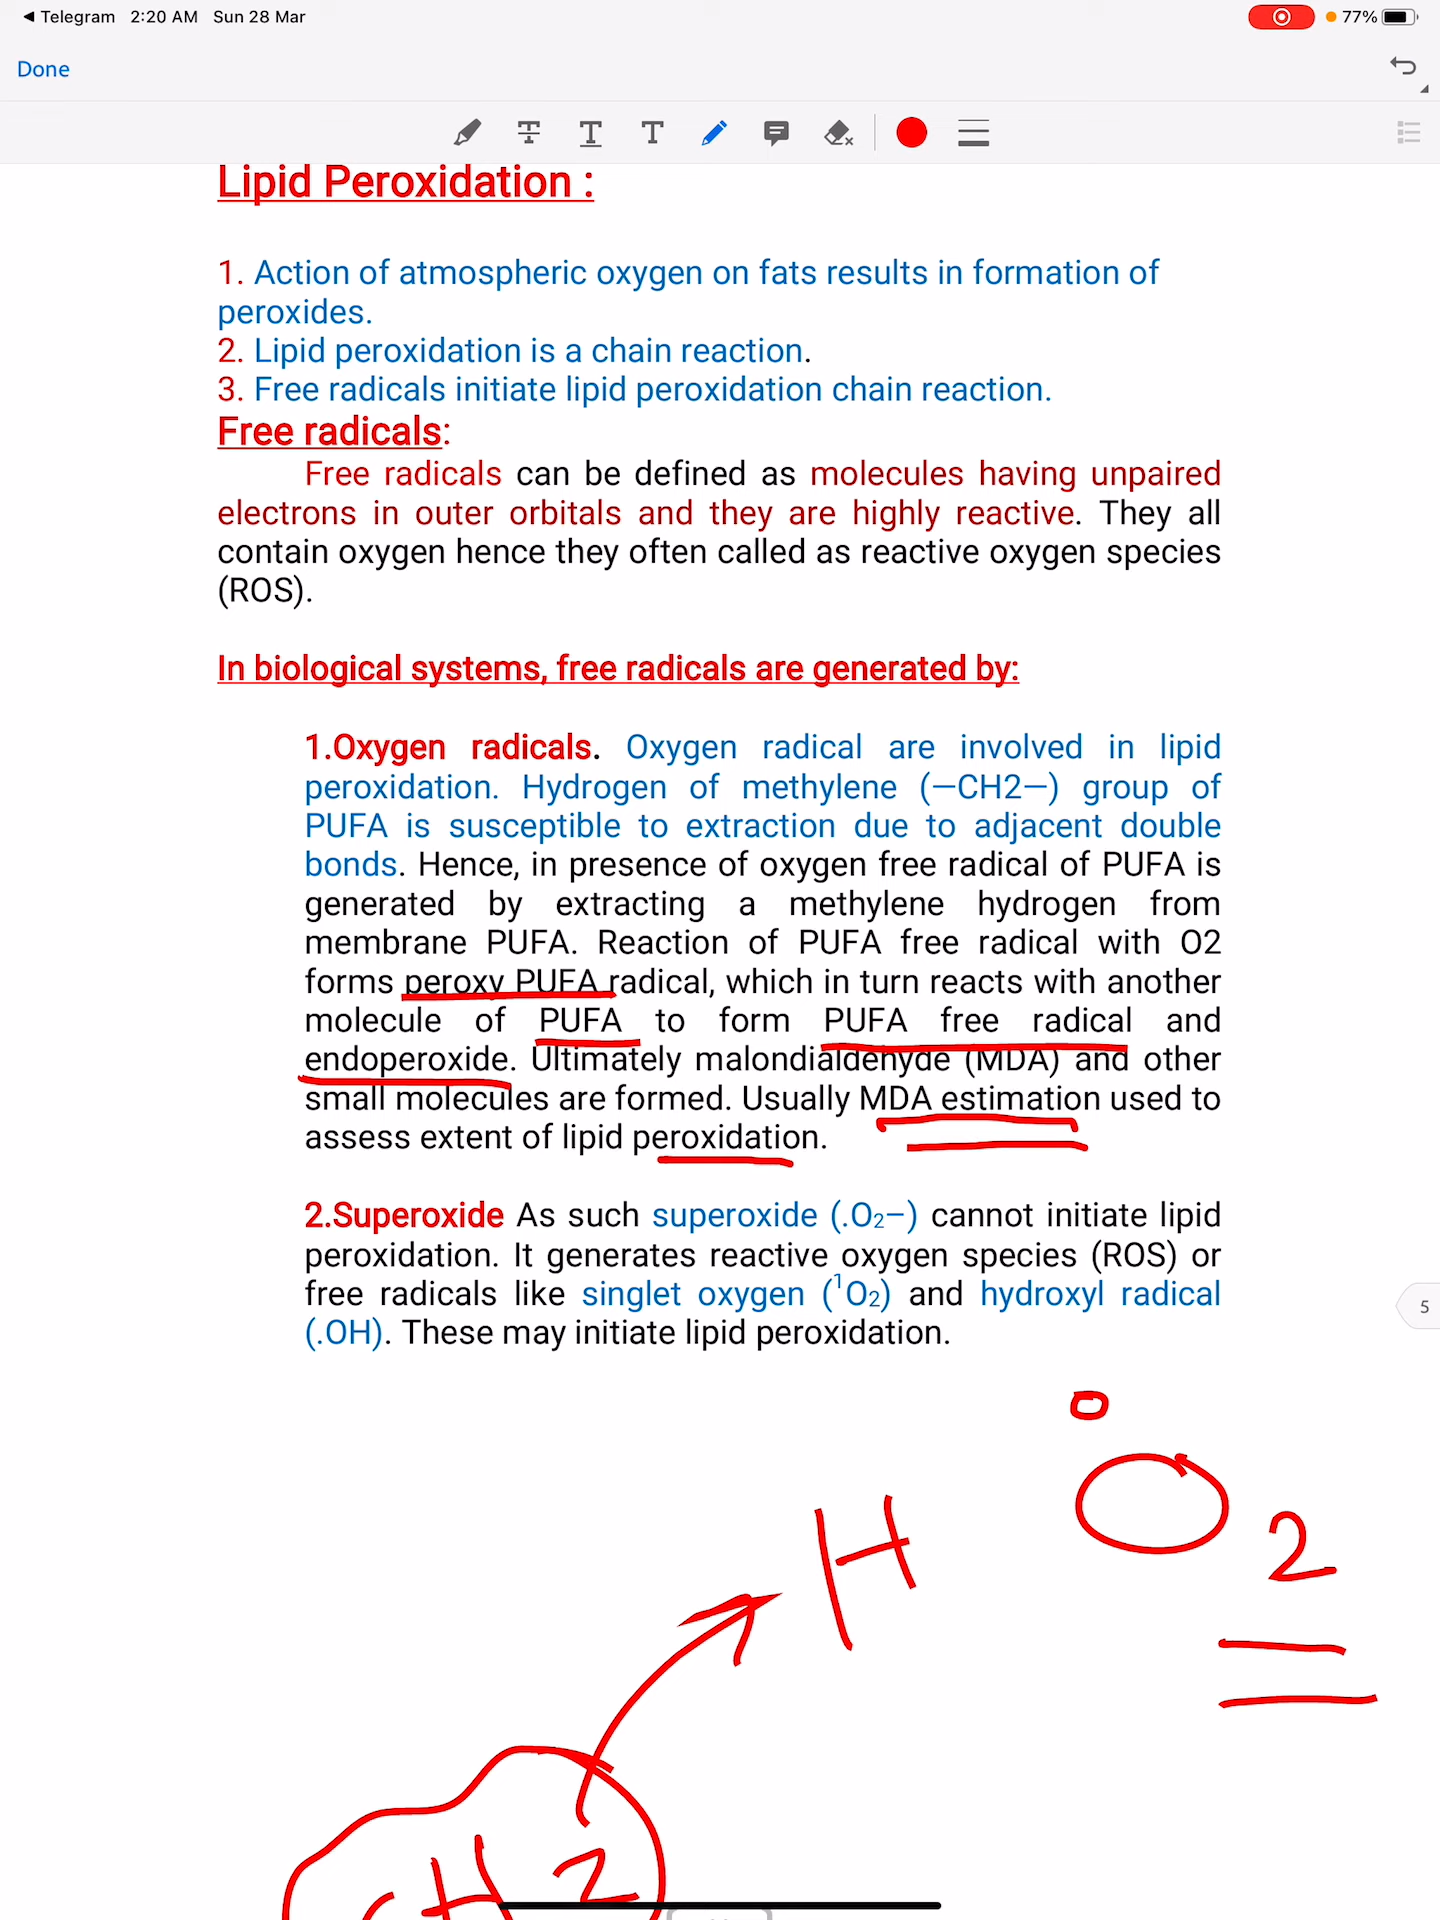 ◀ Telegram 2:20 AM Sun 28 Mar 77%
Done
Lipid Peroxidation :
1. Action of atmospheric oxygen on fats results in formation of
peroxides.
2. Lipid peroxidation is a chain reaction.
3. Free radicals initiate lipid peroxidation chain reaction.
Free radicals:
Free radicals can be defined as molecules having unpaired
electrons in outer orbitals and they are highly reactive. They all
contain oxygen hence they often called as reactive oxygen species
(ROS).
In biological systems, free radicals are generated by:
1.Oxygen radicals. Oxygen radical are involved in lipid
peroxidation. Hydrogen of methylene (—CH2—) group of
PUFA is susceptible to extraction due to adjacent double
bonds. Hence, in presence of oxygen free radical of PUFA is
generated by extracting a methylene hydrogen from
membrane PUFA. Reaction of PUFA free radical with O2
forms peroxy PUFA radical, which in turn reacts with another
molecule of PUFA to form PUFA free radical and
endoperoxide. Ultimately malondialdehyde (MDA) and other
small molecules are formed. Usually MDA estimation used to
assess extent of lipid peroxidation.
2.Superoxide As such superoxide (.O₂–) cannot initiate lipid
peroxidation. It generates reactive oxygen species (ROS) or
free radicals like singlet oxygen (¹O₂) and hydroxyl radical
(.OH). These may initiate lipid peroxidation.
5
H O2
CH2